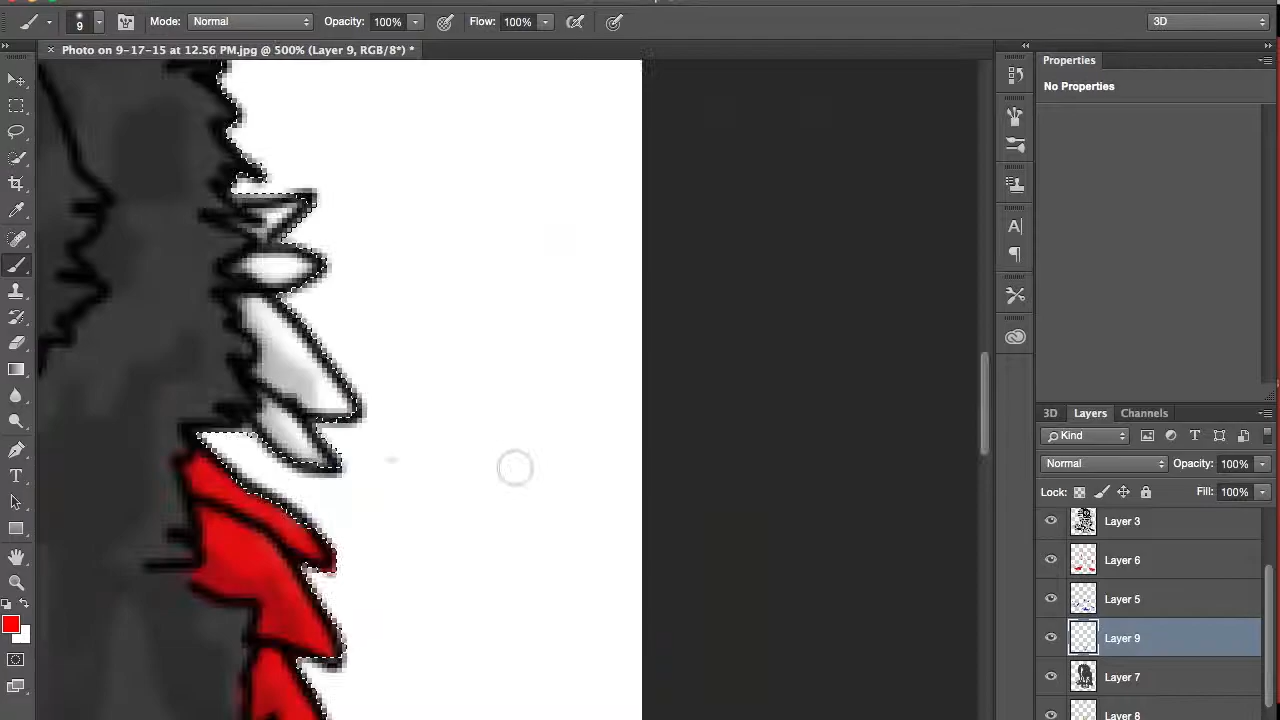 9
Mode: Normal
Opacity: 100%
Flow: 100%
3D
Photo on 9-17-15 at 12.56 PM.jpg @ 500% (Layer 9, RGB/8*) *
Properties
No Properties
3D Layers Channels
Kind
Normal
Opacity: 100%
Lock:
Fill: 100%
Layer 3
Layer 6
Layer 5
Layer 9
Layer 7
Layer 8